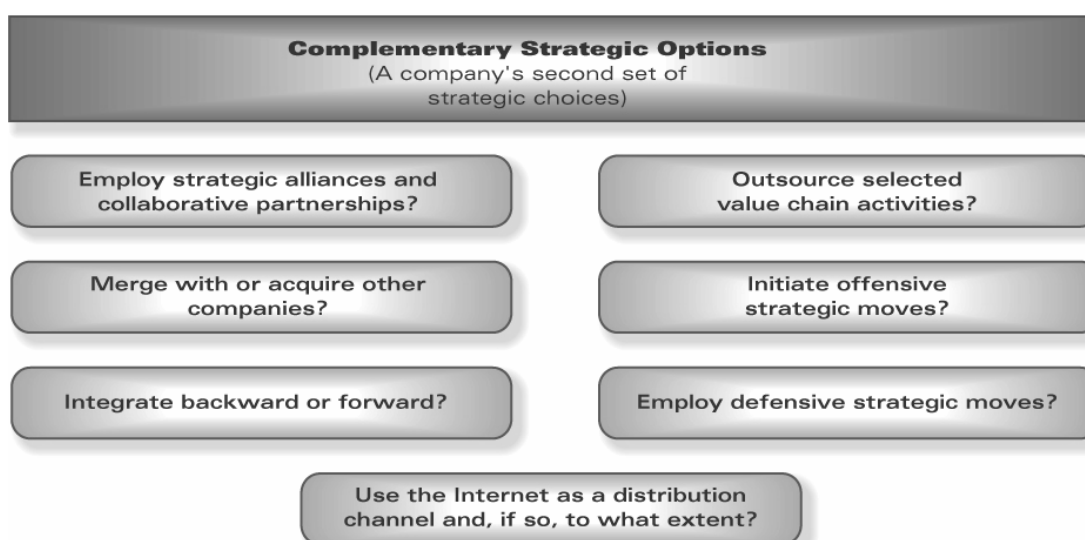 Complementary Strategic Options
(A company's second set of
strategic choices)
Employ strategic alliances and
collaborative partnerships?
Outsource selected
value chain activities?
Merge with or acquire other
companies?
Initiate offensive
strategic moves?
Integrate backward or forward?
Employ defensive strategic moves?
Use the Internet as a distribution
channel and, if so, to what extent?